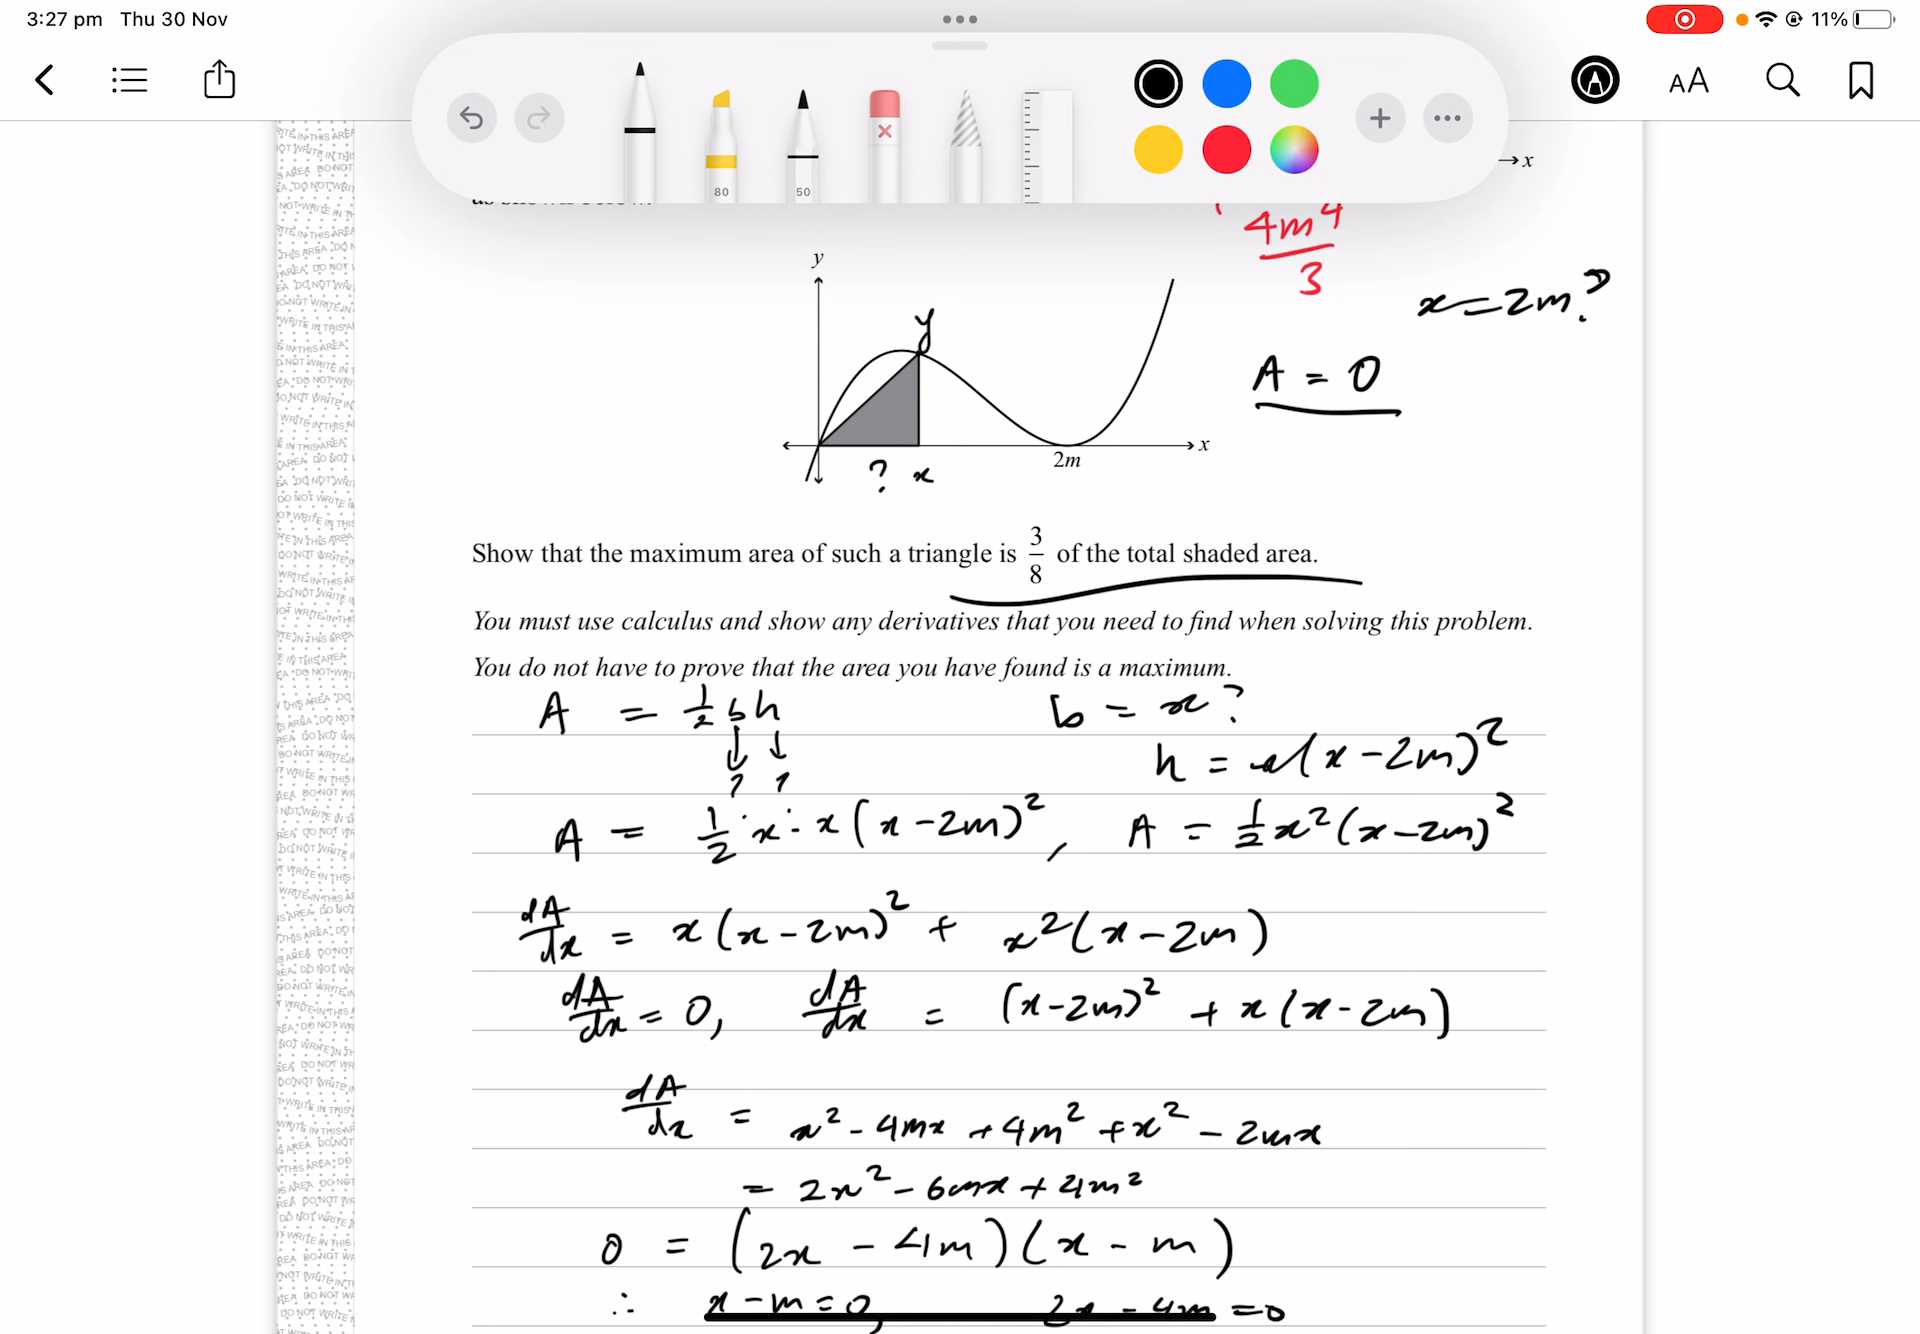 3:27 pm Thu 30 Nov
11%
AA
80
50
x
4m⁴/3
x = 2m?
A = 0
y
y
x
2m
? x
Show that the maximum area of such a triangle is 3/8 of the total shaded area.
You must use calculus and show any derivatives that you need to find when solving this problem.
You do not have to prove that the area you have found is a maximum.
A = ½bh
b = x?
? ?
h = x(x-2m)²
A = ½·x·x(x-2m)², A = ½x²(x-2m)²
dA/dx = x(x-2m)² + x²(x-2m)
dA/dx = 0, dA/dx = (x-2m)² + x(x-2m)
dA/dx = x² - 4mx + 4m² + x² - 2mx
= 2x² - 6mx + 4m²
0 = (2x - 4m)(x - m)
∴ x - m = 0, 2x - 4m = 0